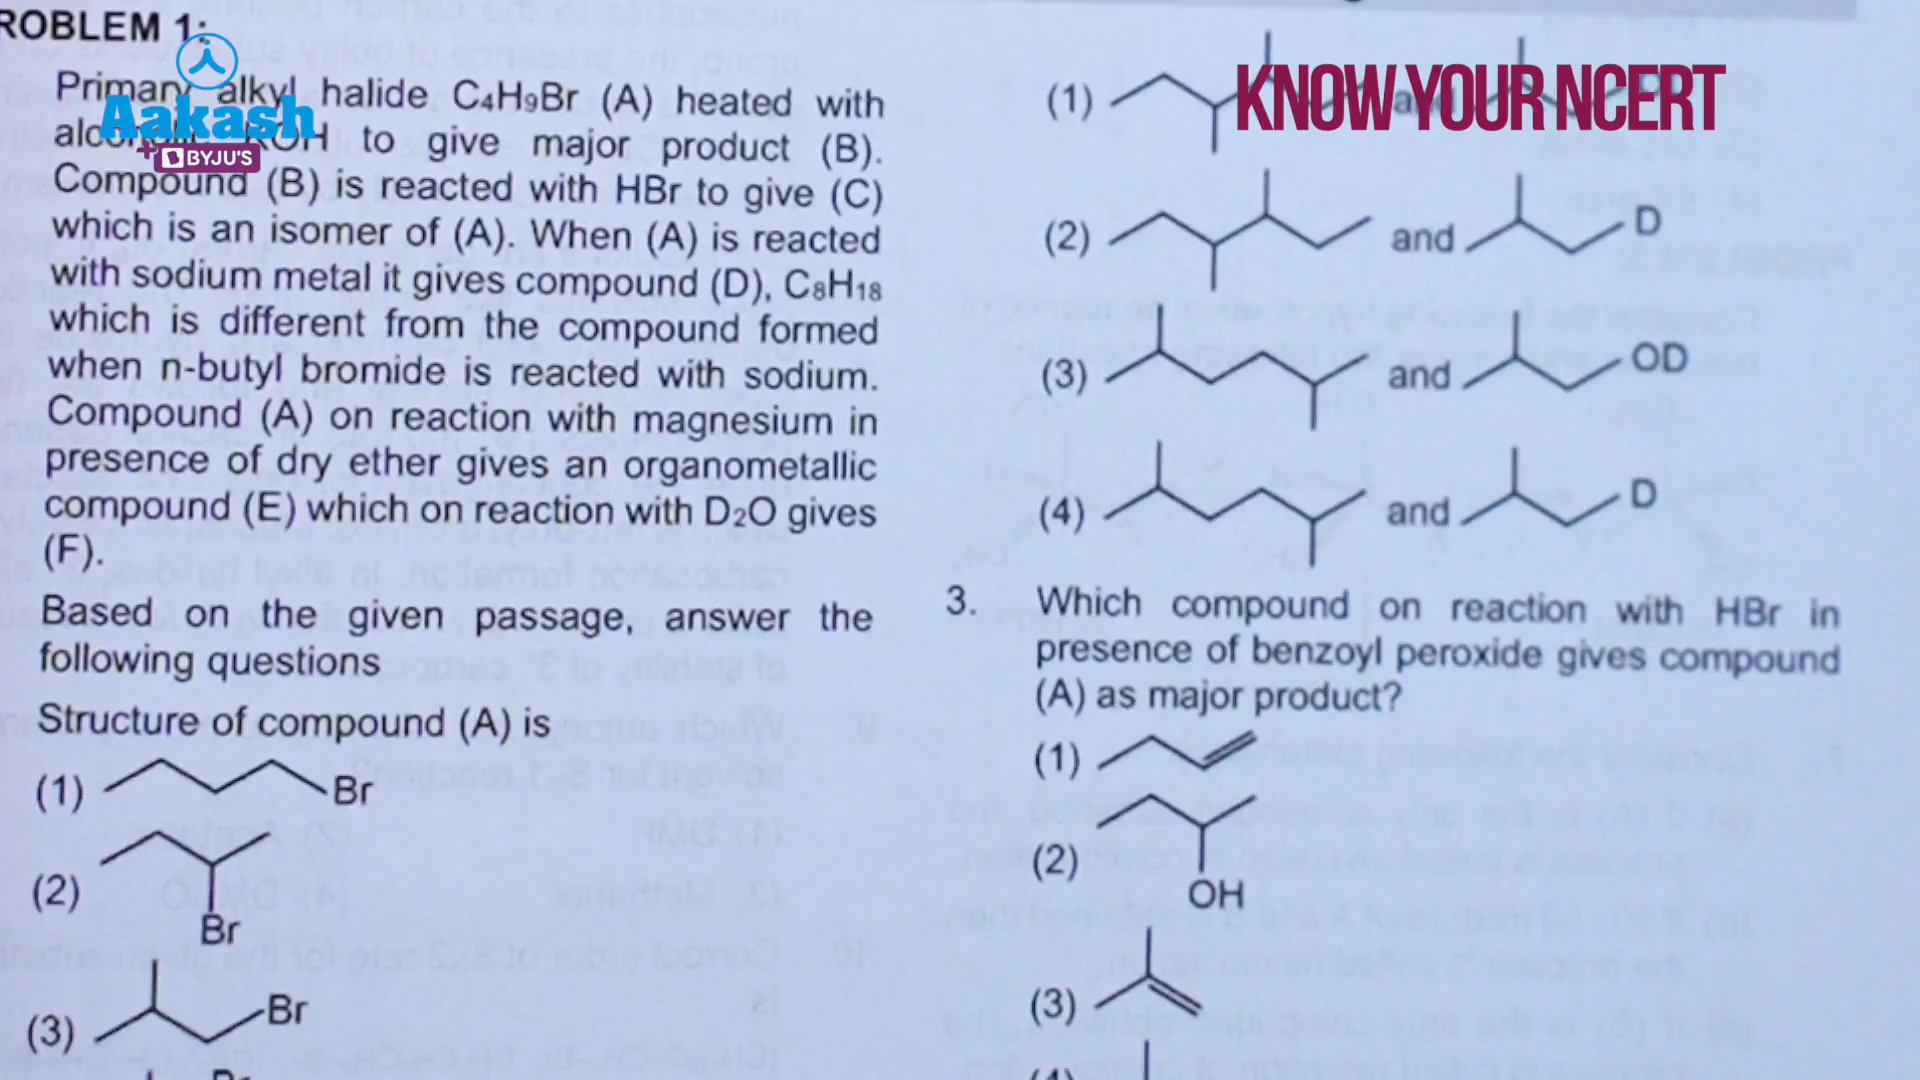 ROBLEM 1:
Primary alkyl halide C4H9Br (A) heated with
KOH to give major product (B).
Compound (B) is reacted with HBr to give (C)
which is an isomer of (A). When (A) is reacted
with sodium metal it gives compound (D), C8H18
which is different from the compound formed
when n-butyl bromide is reacted with sodium.
Compound (A) on reaction with magnesium in
presence of dry ether gives an organometallic
compound (E) which on reaction with D2O gives
(F).
Based on the given passage, answer the
following questions
Structure of compound (A) is
(1) Br
(2)
Br
(3) Br
Br
Aakash
+ BYJU'S
KNOW YOUR NCERT
(1) and
(2) and D
(3) and OD
(4) and D
3. Which compound on reaction with HBr in
presence of benzoyl peroxide gives compound
(A) as major product?
(1)
(2)
OH
(3)
(4)